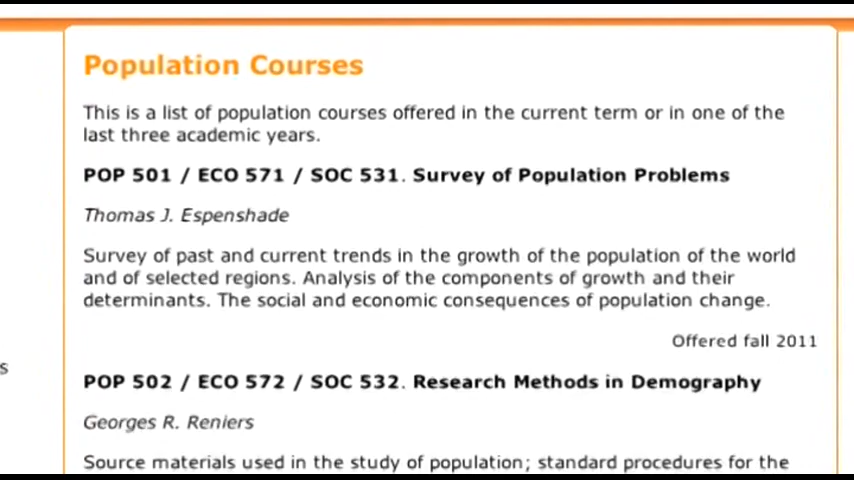 Population Courses
This is a list of population courses offered in the current term or in one of the
last three academic years.
POP 501 / ECO 571 / SOC 531. Survey of Population Problems
Thomas J. Espenshade
Survey of past and current trends in the growth of the population of the world
and of selected regions. Analysis of the components of growth and their
determinants. The social and economic consequences of population change.
Offered fall 2011
s
POP 502 / ECO 572 / SOC 532. Research Methods in Demography
Georges R. Reniers
Source materials used in the study of population; standard procedures for the